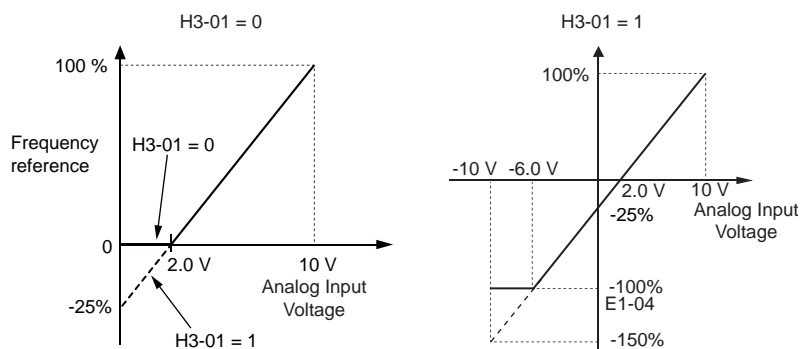 H3-01 = 0
100 %
Frequency
reference
H3-01 = 0
0
2.0 V
10 V
Analog Input
Voltage
-25%
H3-01 = 1
H3-01 = 1
100%
-10 V
-6.0 V
2.0 V
10 V
Analog Input
Voltage
-25%
-100%
E1-04
-150%